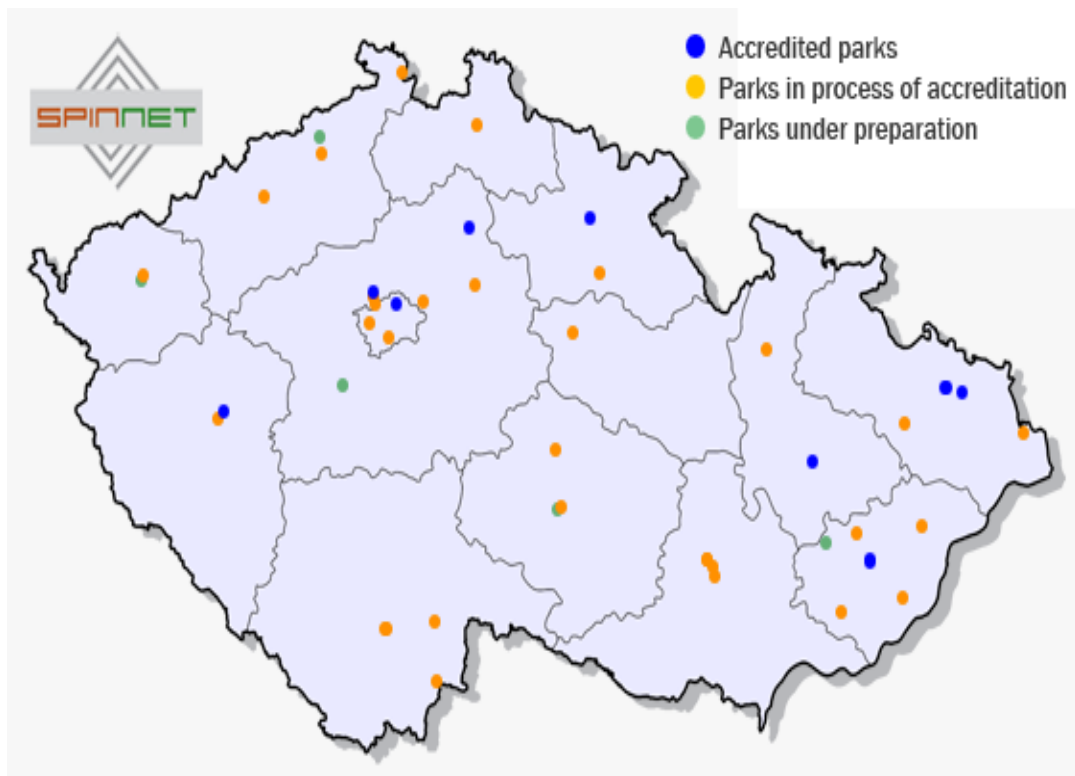 SPINNET
Accredited parks
Parks in process of accreditation
Parks under preparation